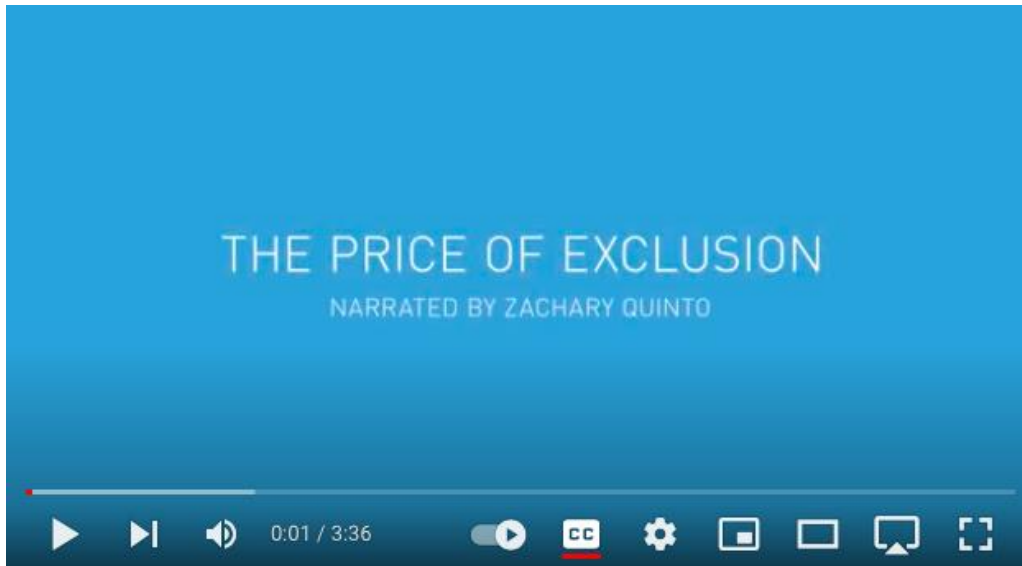 THE PRICE OF EXCLUSION
NARRATED BY ZACHARY QUINTO
0:01 / 3:36
CC